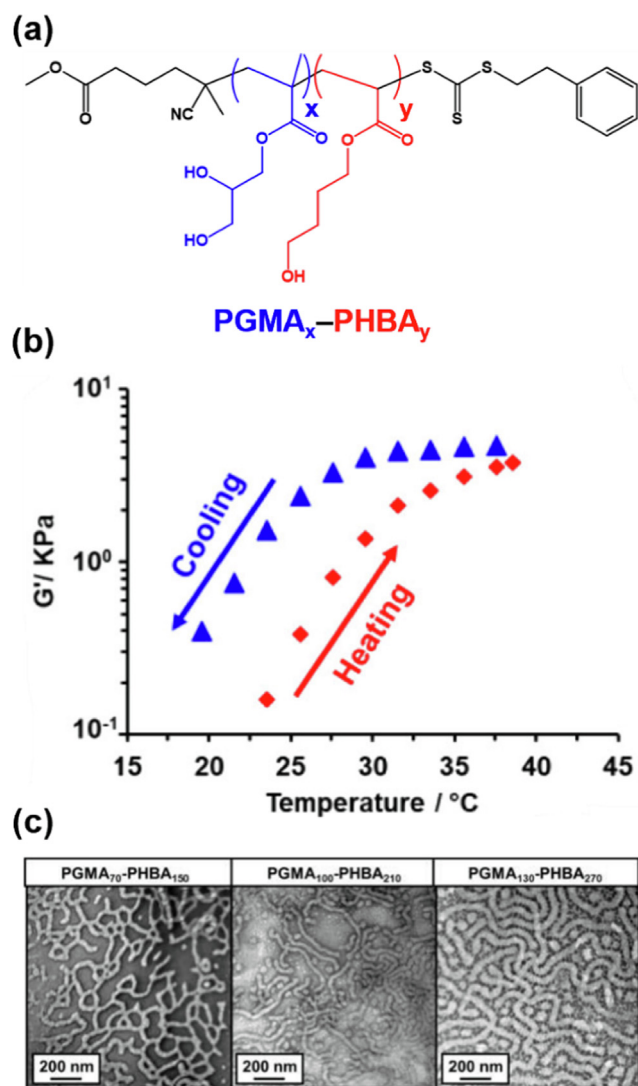 (a)
O
O
NC
x
y
O
O
O
O
HO
HO
OH
S
S
S
PGMAx–PHBAy
(b)
G'/ KPa
10¹
10⁰
10⁻¹
Cooling
Heating
15 20 25 30 35 40 45
Temperature / °C
(c)
PGMA₇₀-PHBA₁₅₀ PGMA₁₀₀-PHBA₂₁₀ PGMA₁₃₀-PHBA₂₇₀
200 nm 200 nm 200 nm